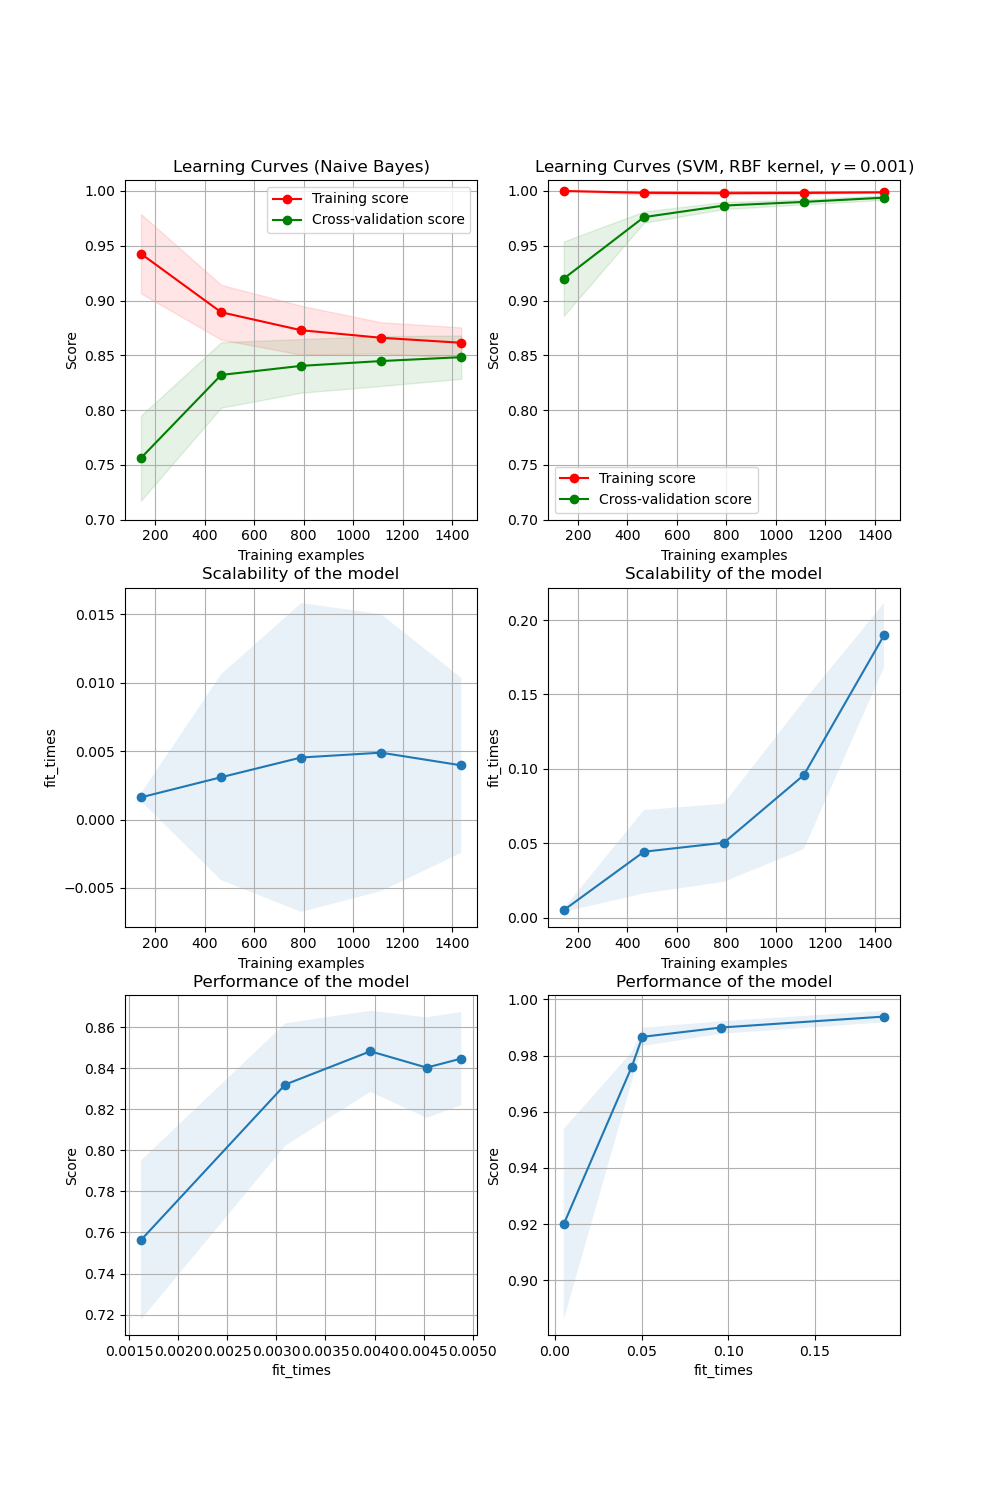 Learning Curves (Naive Bayes)
Score
1.00
0.95
0.90
0.85
0.80
0.75
0.70
Training score
Cross-validation score
200 400 600 800 1000 1200 1400
Training examples
Learning Curves (SVM, RBF kernel, γ = 0.001)
Score
1.00
0.95
0.90
0.85
0.80
0.75
0.70
Training score
Cross-validation score
200 400 600 800 1000 1200 1400
Training examples
Scalability of the model
fit_times
0.015
0.010
0.005
0.000
−0.005
200 400 600 800 1000 1200 1400
Training examples
Scalability of the model
fit_times
0.20
0.15
0.10
0.05
0.00
200 400 600 800 1000 1200 1400
Training examples
Performance of the model
Score
0.86
0.84
0.82
0.80
0.78
0.76
0.74
0.72
0.0015 0.0020 0.0025 0.0030 0.0035 0.0040 0.0045 0.0050
fit_times
Performance of the model
Score
1.00
0.98
0.96
0.94
0.92
0.90
0.00 0.05 0.10 0.15
fit_times